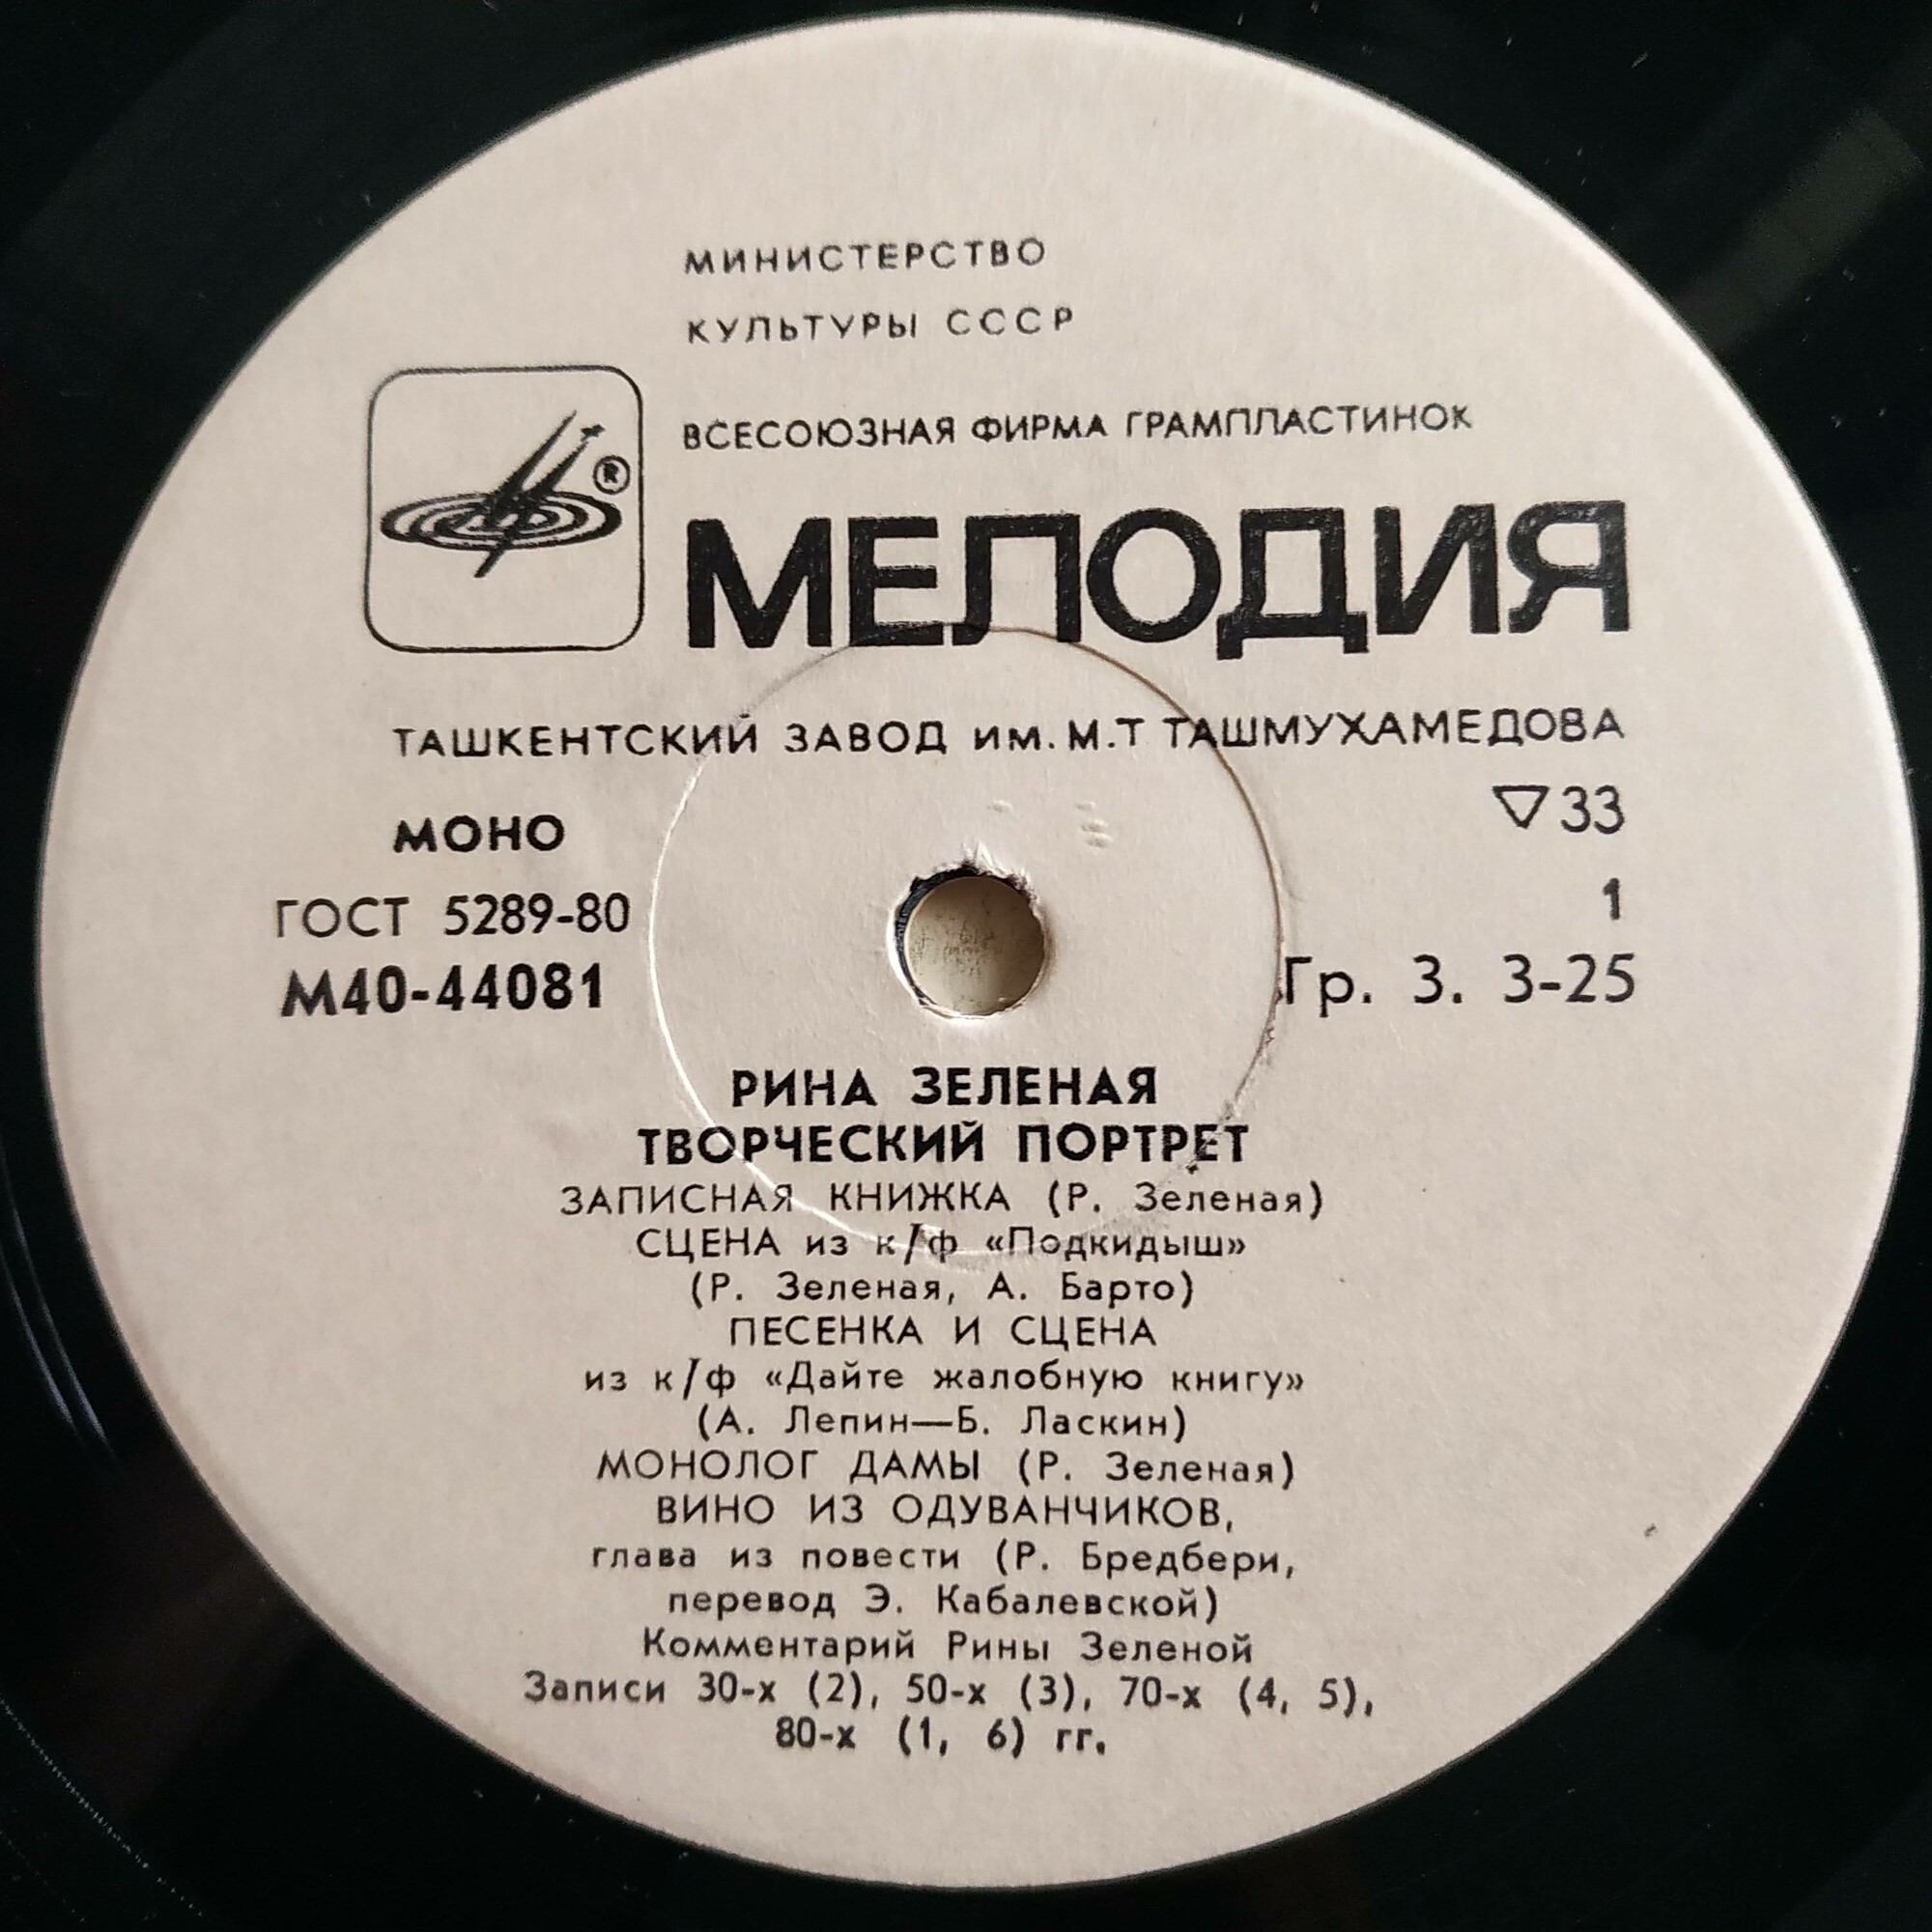 МИНИСТЕРСТВО
КУЛЬТУРЫ СССР
ВСЕСОЮЗНАЯ ФИРМА ГРАМПЛАСТИНОК
®
МЕЛОДИЯ
ТАШКЕНТСКИЙ ЗАВОД им. М.Т ТАШМУХАМЕДОВА
МОНО
▽33
ГОСТ 5289-80
1
М40-44081
Гр. 3. 3-25
РИНА ЗЕЛЕНАЯ
ТВОРЧЕСКИЙ ПОРТРЕТ
ЗАПИСНАЯ КНИЖКА (Р. Зеленая)
СЦЕНА из к/ф «Подкидыш»
(Р. Зеленая, А. Барто)
ПЕСЕНКА И СЦЕНА
из к/ф «Дайте жалобную книгу»
(А. Лепин—Б. Ласкин)
МОНОЛОГ ДАМЫ (Р. Зеленая)
ВИНО ИЗ ОДУВАНЧИКОВ,
глава из повести (Р. Бредбери,
перевод Э. Кабалевской)
Комментарий Рины Зеленой
Записи 30-х (2), 50-х (3), 70-х (4, 5),
80-х (1, 6) гг.